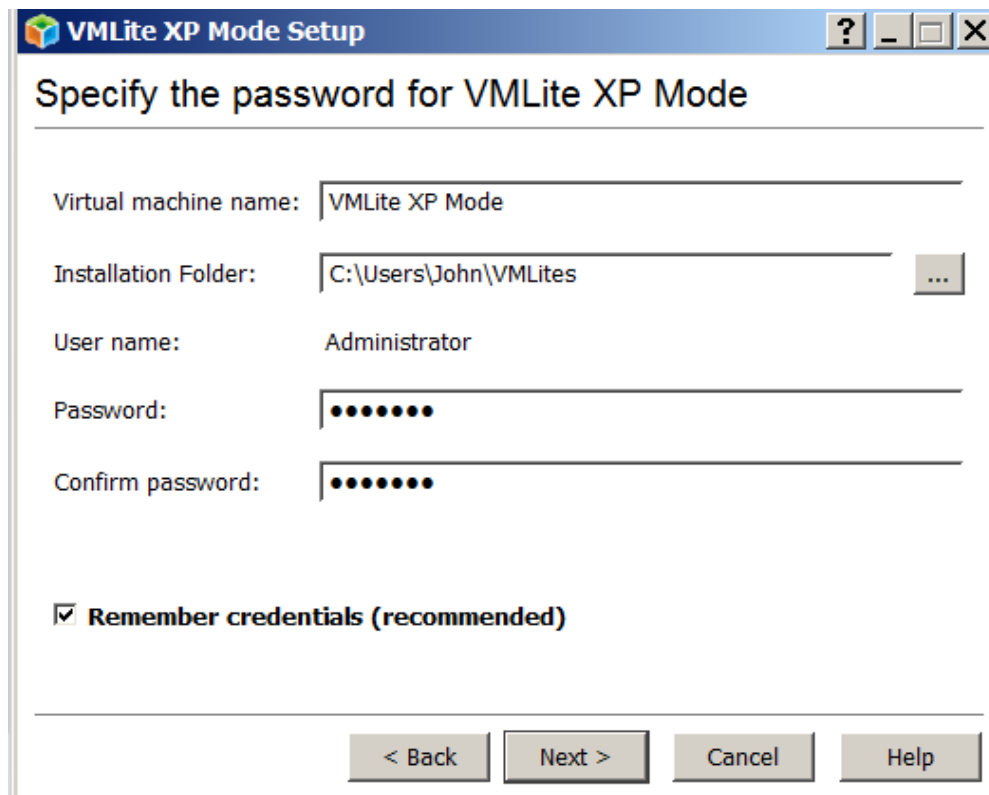 VMLite XP Mode Setup
Specify the password for VMLite XP Mode
Virtual machine name: VMLite XP Mode
Installation Folder: C:\Users\John\VMLites ...
User name: Administrator
Password: ●●●●●●●
Confirm password: ●●●●●●●
Remember credentials (recommended)
< Back Next > Cancel Help